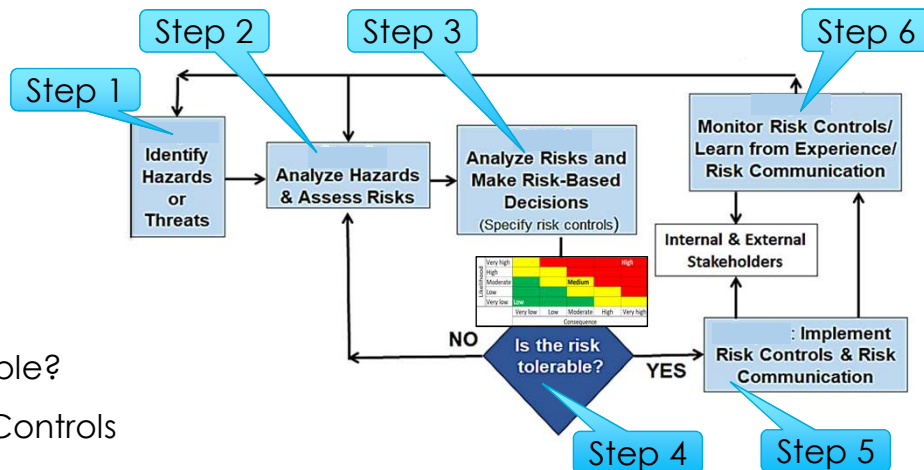 Step 1
Step 2
Step 3
Step 6
Identify
Hazards
or
Threats
Analyze Hazards
& Assess Risks
Analyze Risks and
Make Risk-Based
Decisions
(Specify risk controls)
Monitor Risk Controls/
Learn from Experience/
Risk Communication
Internal & External
Stakeholders
Likelihood
Very high
High
High
Moderate
Medium
Low
Very low
Low
Very low
Low
Moderate
High
Very high
Consequence
NO
Is the risk
tolerable?
YES
: Implement
Risk Controls & Risk
Communication
ble?
Controls
Step 4
Step 5